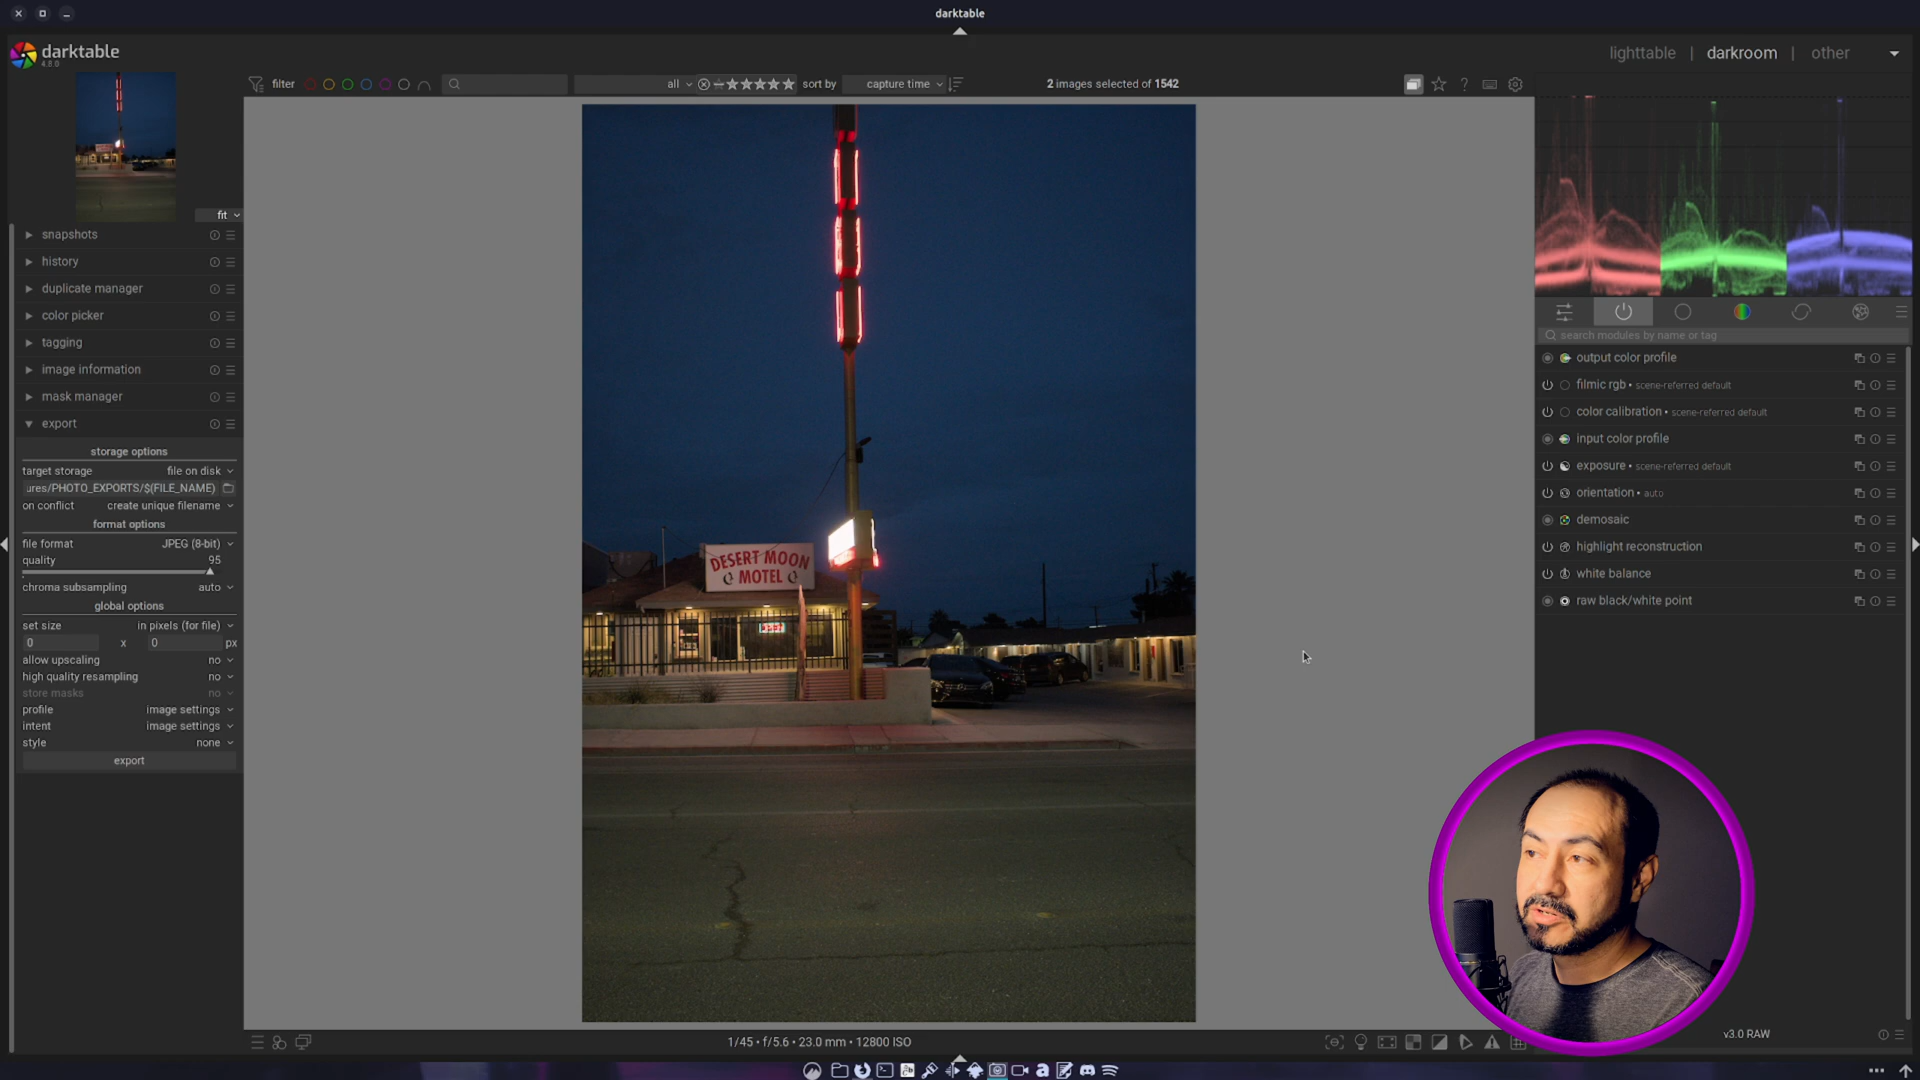 darktable
darktable
4.8.0
lighttable | darkroom | other
filter
all
sort by
capture time
2 images selected of 1542
?
fit
snapshots
history
duplicate manager
color picker
tagging
image information
mask manager
export
storage options
target storage file on disk
ures/PHOTO_EXPORTS/$(FILE_NAME)
on conflict create unique filename
format options
file format JPEG (8-bit)
quality 95
chroma subsampling auto
global options
set size in pixels (for file)
0 x 0 px
allow upscaling no
high quality resampling no
store masks no
profile image settings
intent image settings
style none
export
DESERT MOON
MOTEL
1/45 • f/5.6 • 23.0 mm • 12800 ISO
search modules by name or tag
output color profile
filmic rgb • scene-referred default
color calibration • scene-referred default
input color profile
exposure • scene-referred default
orientation • auto
demosaic
highlight reconstruction
white balance
raw black/white point
v3.0 RAW